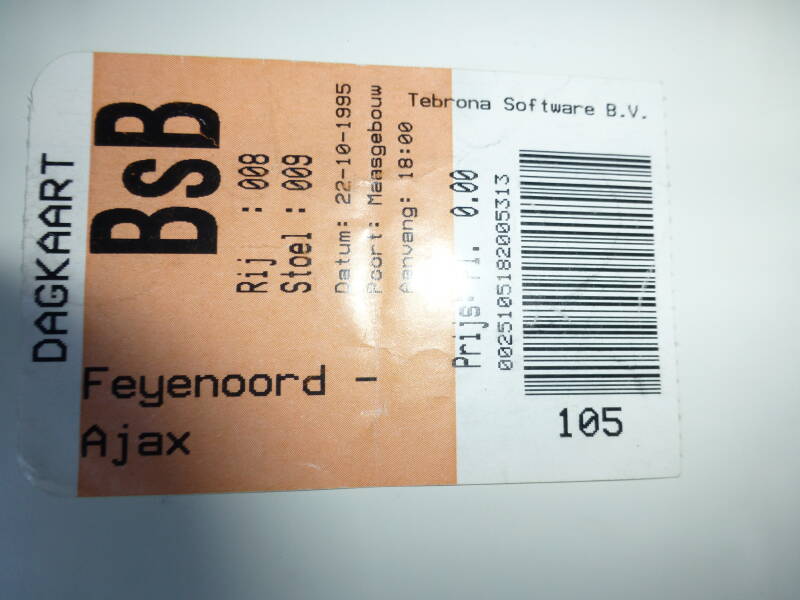 DAGKAART
BsB
Rij : 008
Stoel : 009
Datum: 22-10-1995
Poort: Maasgebouw
Aanvang: 18:00
Prijs: fl. 0.00
0025105182005313
Feyenoord -
Ajax
Tebrona Software B.V.
105